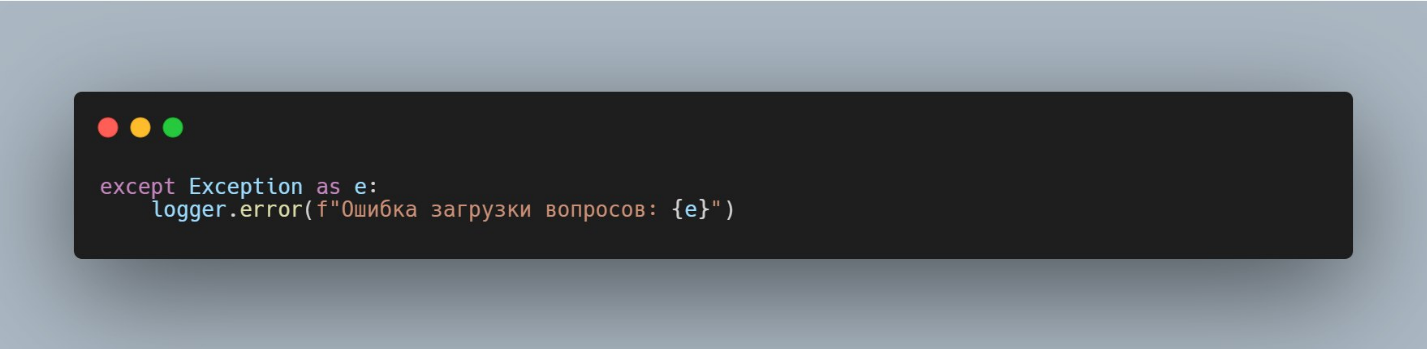 except Exception as e:
    logger.error(f"Ошибка загрузки вопросов: {e}")